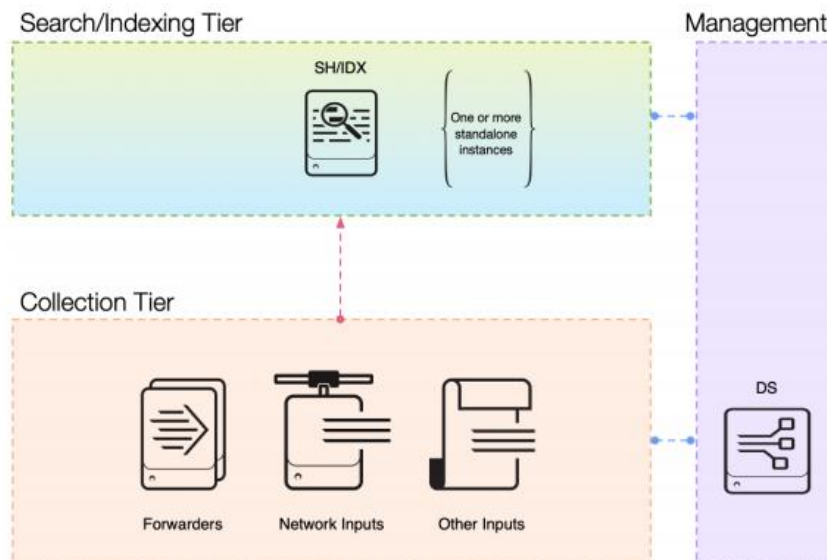 Search/Indexing Tier
Management
SH/IDX
One or more
standalone
instances
Collection Tier
DS
Forwarders
Network Inputs
Other Inputs